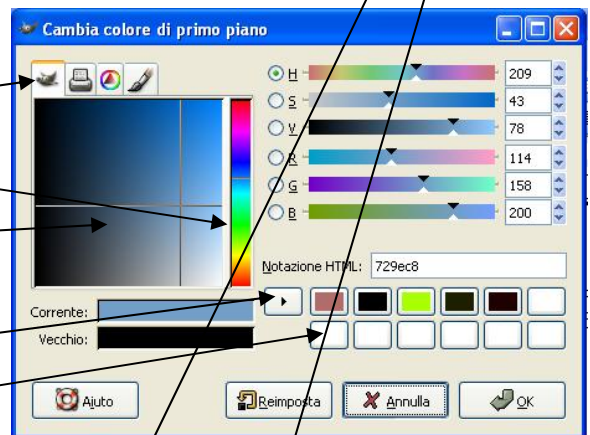 Cambia colore di primo piano
H 209
S 43
V 78
R 114
G 158
B 200
Notazione HTML: 729ec8
Corrente:
Vecchio:
Aiuto Reimposta Annulla OK